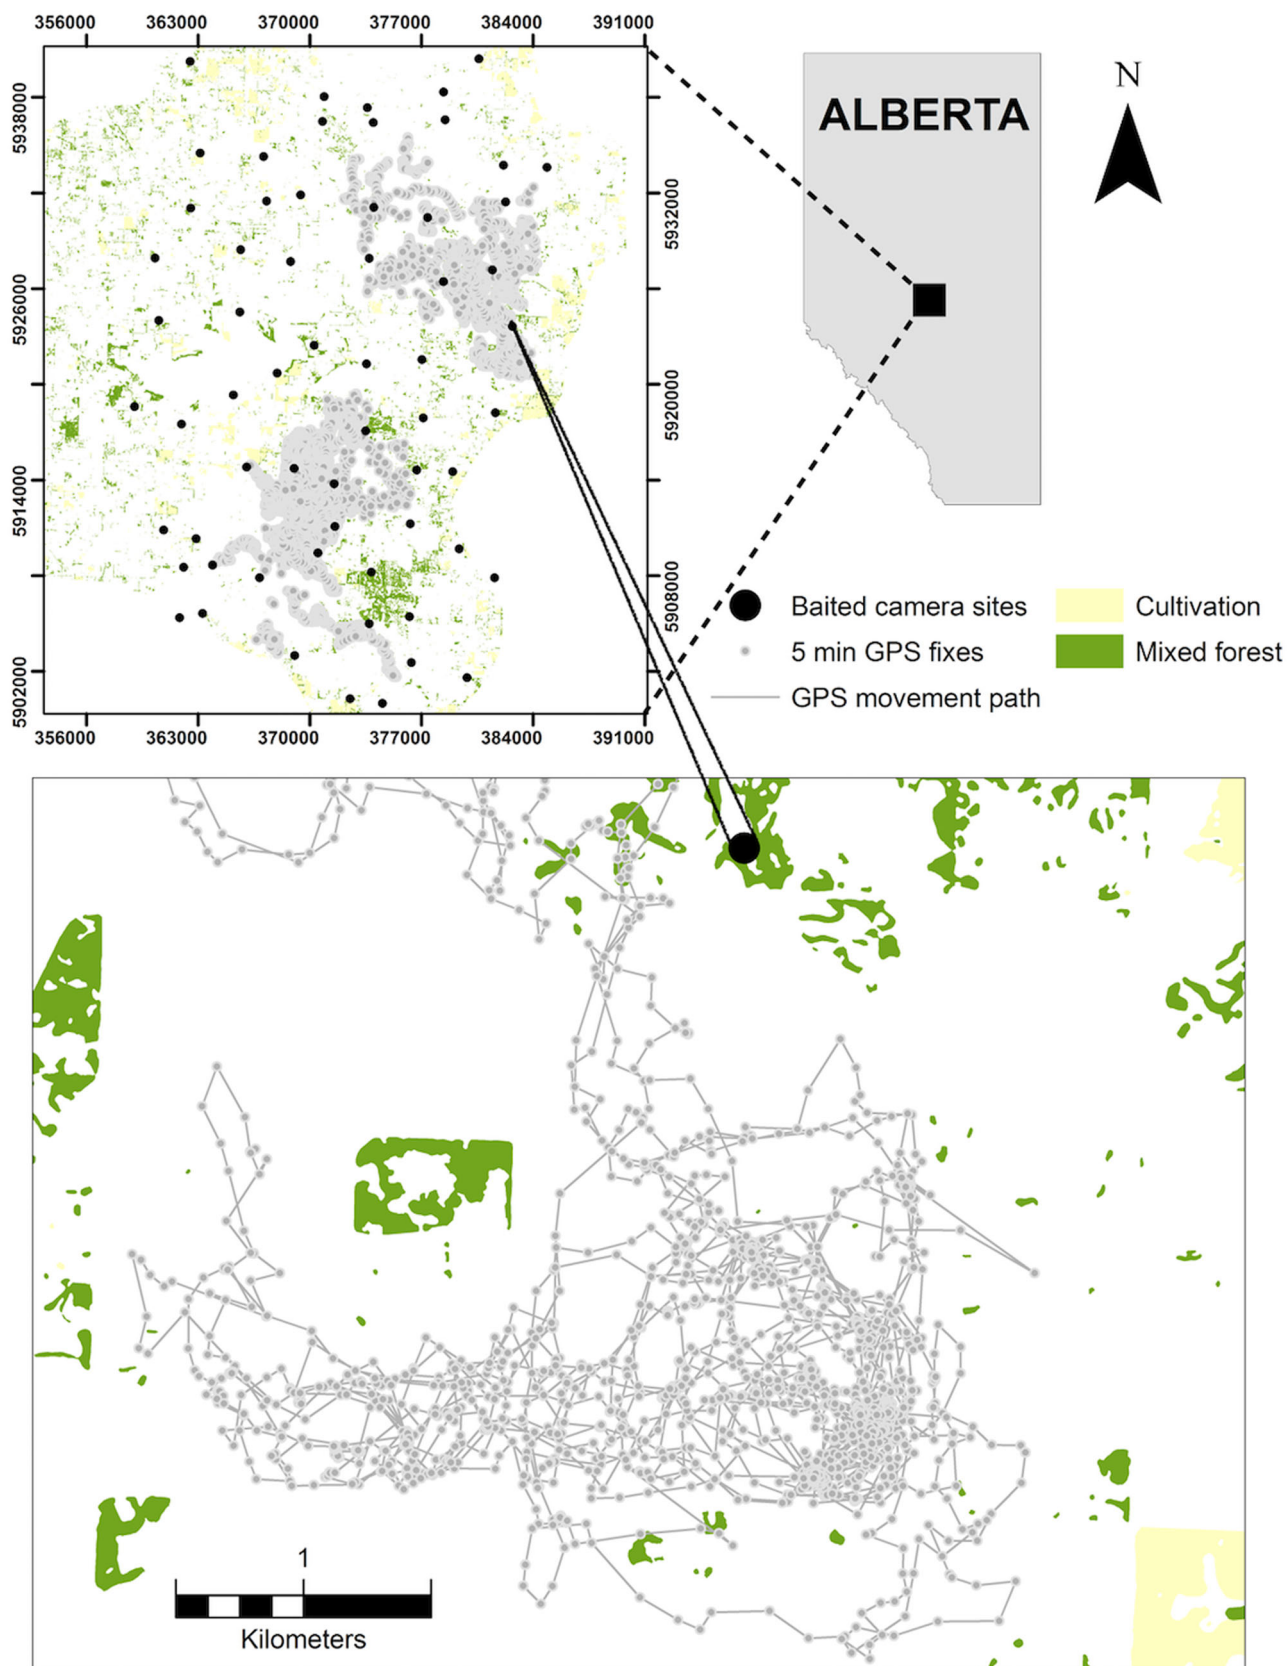 356000 363000 370000 377000 384000 391000
5938000
5926000
5914000
5902000
5932000
5920000
5908000
356000 363000 370000 377000 384000 391000
ALBERTA
N
Baited camera sites
5 min GPS fixes
GPS movement path
Cultivation
Mixed forest
1
Kilometers